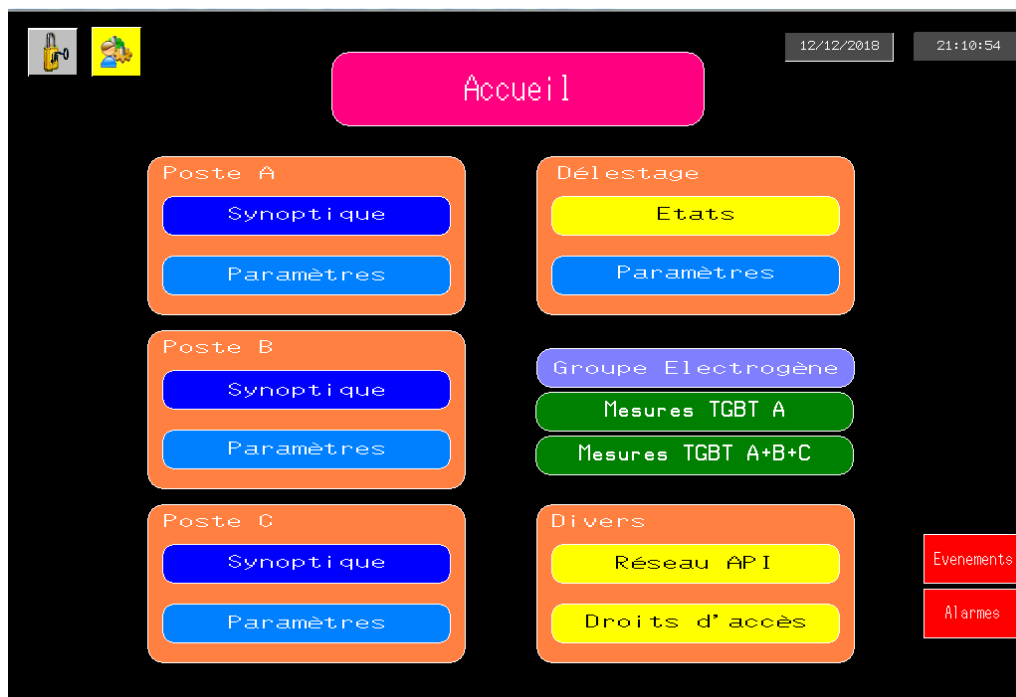 12/12/2018
21:10:54
Accueil
Poste A
Synoptique
Paramètres
Délestage
Etats
Paramètres
Poste B
Synoptique
Paramètres
Groupe Electrogène
Mesures TGBT A
Mesures TGBT A+B+C
Poste C
Synoptique
Paramètres
Divers
Réseau API
Droits d'accès
Evenements
Alarmes